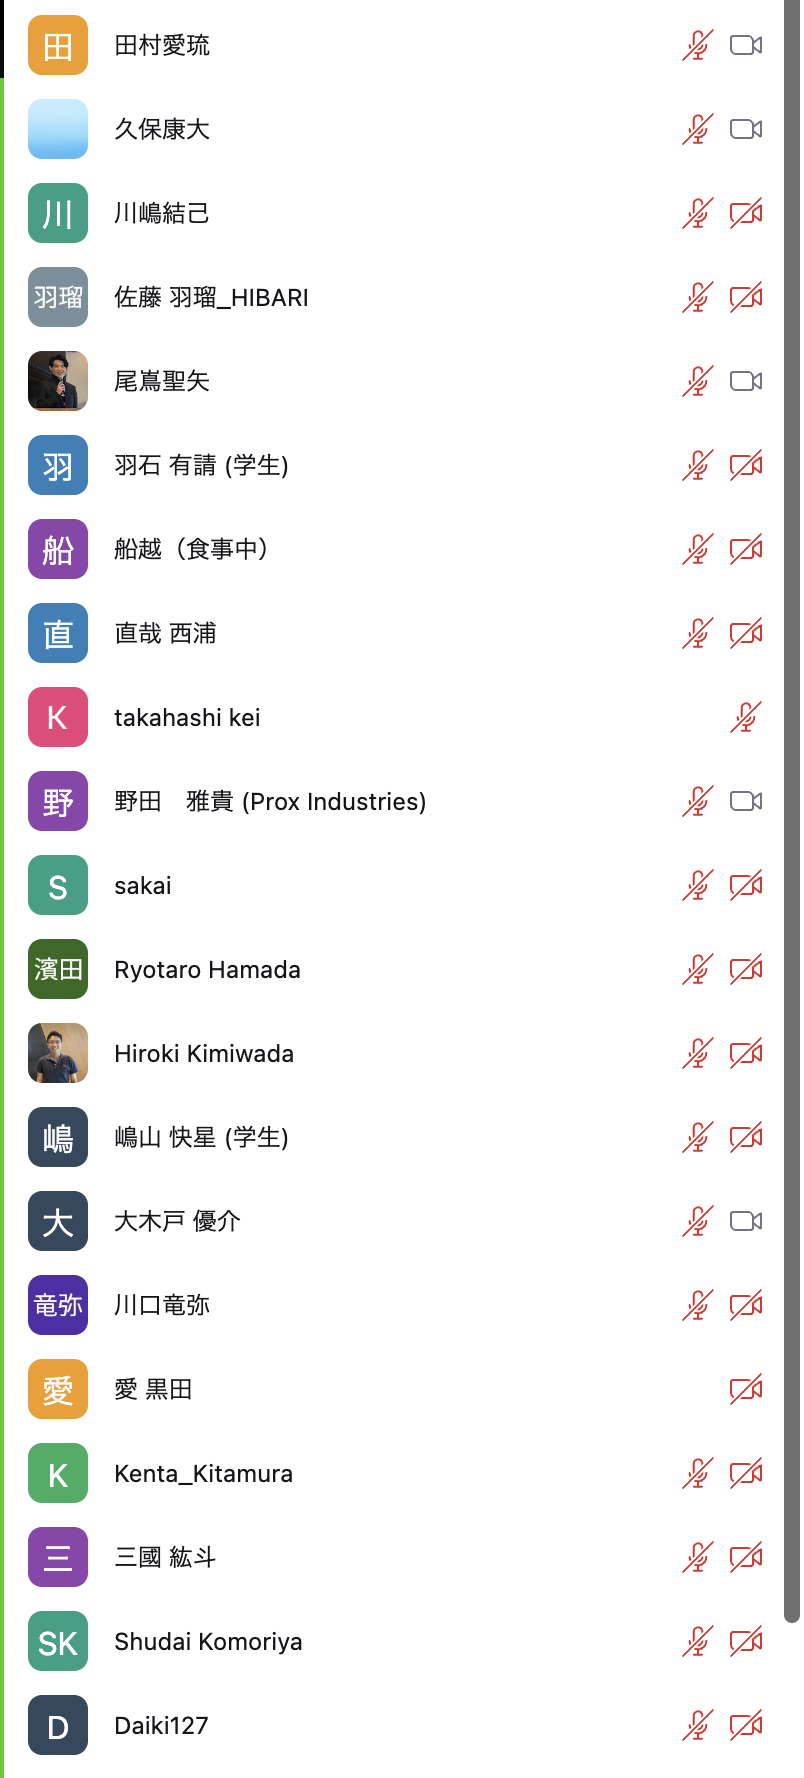 田 田村愛琉
久保康大
川 川嶋結己
羽瑠 佐藤 羽瑠_HIBARI
尾嶌聖矢
羽 羽石 有請 (学生)
船 船越（食事中）
直 直哉 西浦
K takahashi kei
野 野田　雅貴 (Prox Industries)
S sakai
濱田 Ryotaro Hamada
Hiroki Kimiwada
嶋 嶋山 快星 (学生)
大 大木戸 優介
竜弥 川口竜弥
愛 愛 黒田
K Kenta_Kitamura
三 三國 紘斗
SK Shudai Komoriya
D Daiki127